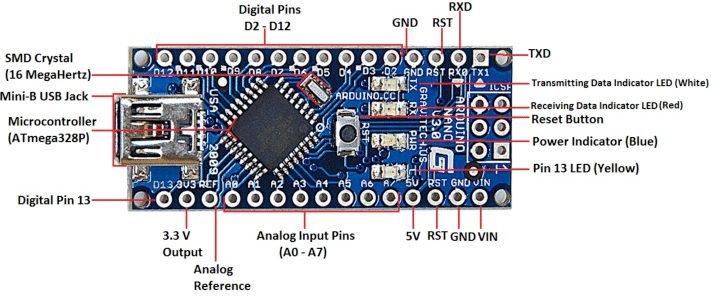 Digital Pins
D2 - D12
GND
RST
RXD
TXD
SMD Crystal
(16 MegaHertz)
Mini-B USB Jack
Microcontroller
(ATmega328P)
Digital Pin 13
Transmitting Data Indicator LED (White)
Receiving Data Indicator LED (Red)
Reset Button
Power Indicator (Blue)
Pin 13 LED (Yellow)
D12 D11 D10 D9 D8 D7 D6 D5 D4 D3 D2 GND RST RX0 TX1
ICSP
TX
RX
PWR
L
RST
ARDUINO
NANO
V3.0
USA
2009
D13 3V3 REF A0 A1 A2 A3 A4 A5 A6 A7 5V RST GND VIN
3.3 V
Output
Analog
Reference
Analog Input Pins
(A0 - A7)
5V
RST
GND
VIN